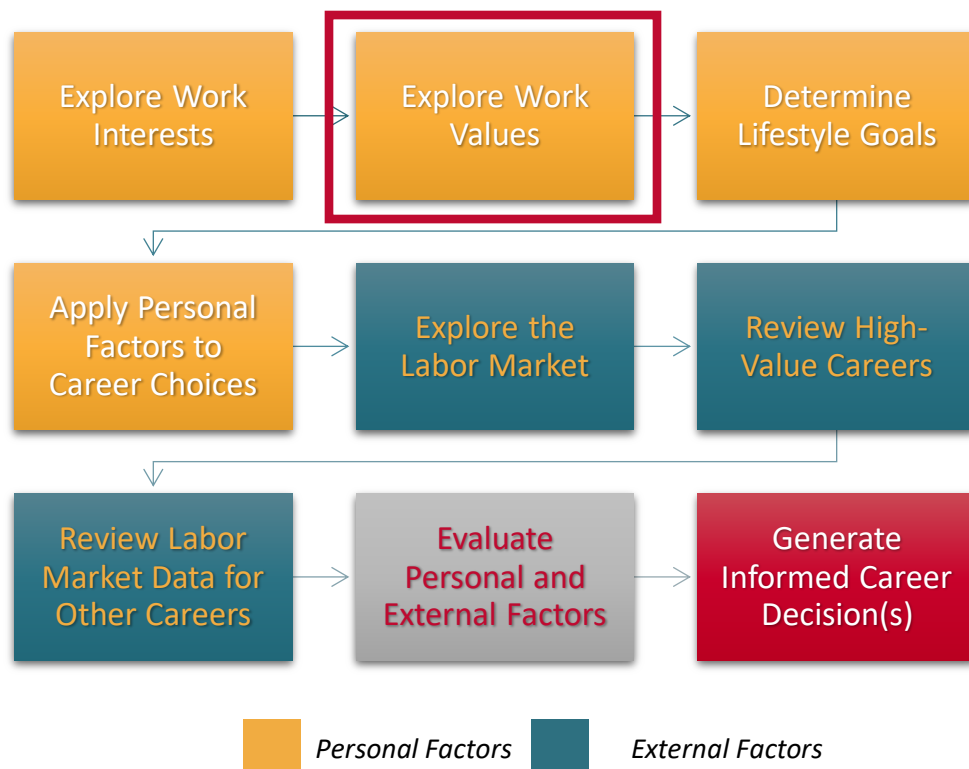 Explore Work
Interests
Explore Work
Values
Determine
Lifestyle Goals
Apply Personal
Factors to
Career Choices
Explore the
Labor Market
Review High-
Value Careers
Review Labor
Market Data for
Other Careers
Evaluate
Personal and
External Factors
Generate
Informed Career
Decision(s)
Personal Factors
External Factors